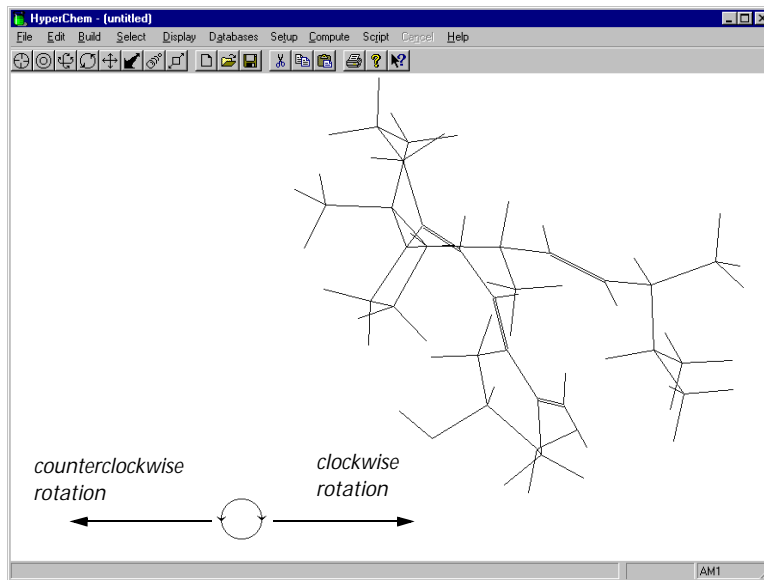 HyperChem - (untitled)
File Edit Build Select Display Databases Setup Compute Script Cancel Help
counterclockwise
rotation
clockwise
rotation
AM1